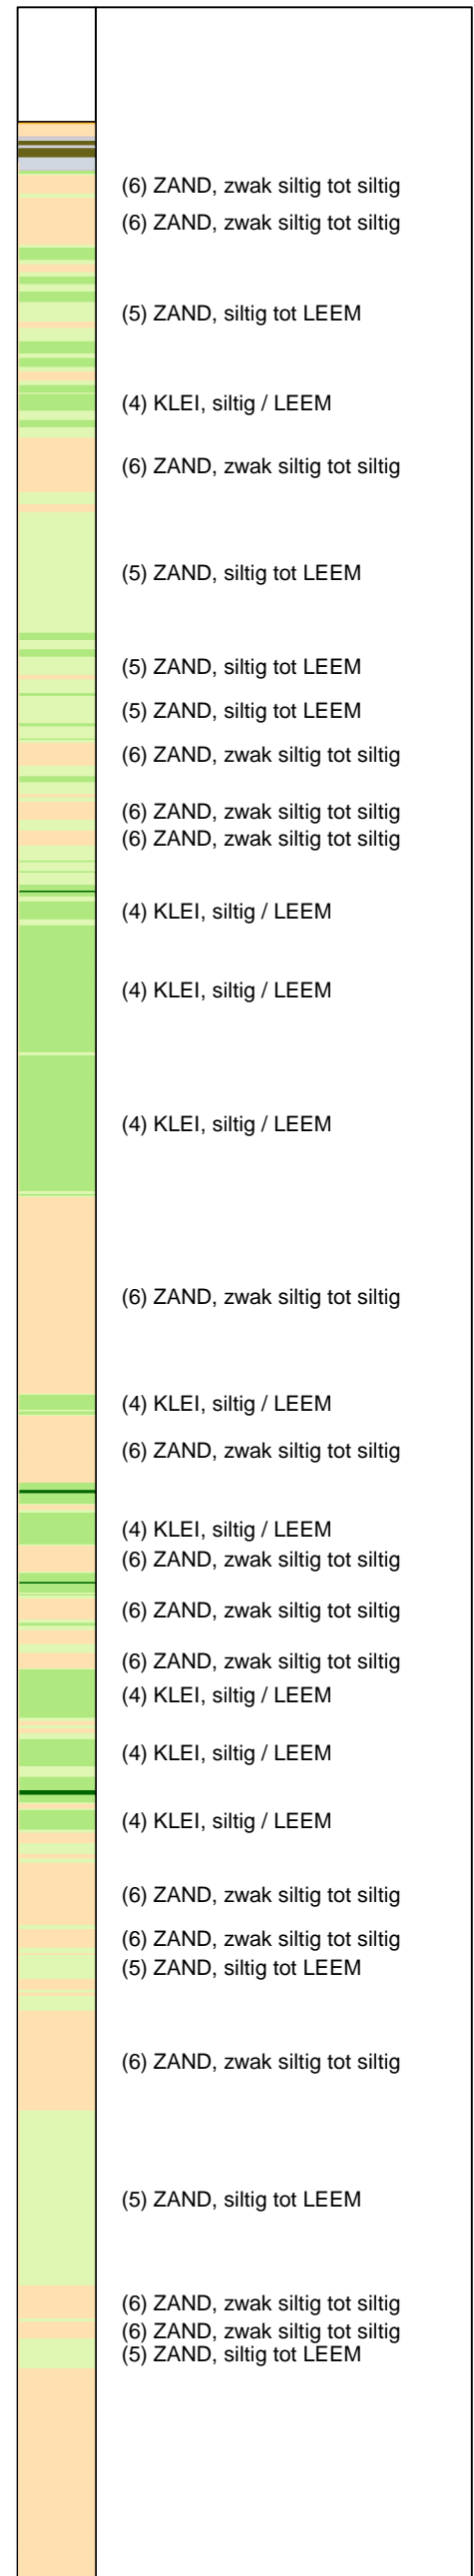 (6) ZAND, zwak siltig tot siltig
(6) ZAND, zwak siltig tot siltig
(5) ZAND, siltig tot LEEM
(4) KLEI, siltig / LEEM
(6) ZAND, zwak siltig tot siltig
(5) ZAND, siltig tot LEEM
(5) ZAND, siltig tot LEEM
(5) ZAND, siltig tot LEEM
(6) ZAND, zwak siltig tot siltig
(6) ZAND, zwak siltig tot siltig
(6) ZAND, zwak siltig tot siltig
(4) KLEI, siltig / LEEM
(4) KLEI, siltig / LEEM
(4) KLEI, siltig / LEEM
(6) ZAND, zwak siltig tot siltig
(4) KLEI, siltig / LEEM
(6) ZAND, zwak siltig tot siltig
(4) KLEI, siltig / LEEM
(6) ZAND, zwak siltig tot siltig
(6) ZAND, zwak siltig tot siltig
(6) ZAND, zwak siltig tot siltig
(4) KLEI, siltig / LEEM
(4) KLEI, siltig / LEEM
(4) KLEI, siltig / LEEM
(6) ZAND, zwak siltig tot siltig
(6) ZAND, zwak siltig tot siltig
(5) ZAND, siltig tot LEEM
(6) ZAND, zwak siltig tot siltig
(5) ZAND, siltig tot LEEM
(6) ZAND, zwak siltig tot siltig
(6) ZAND, zwak siltig tot siltig
(5) ZAND, siltig tot LEEM